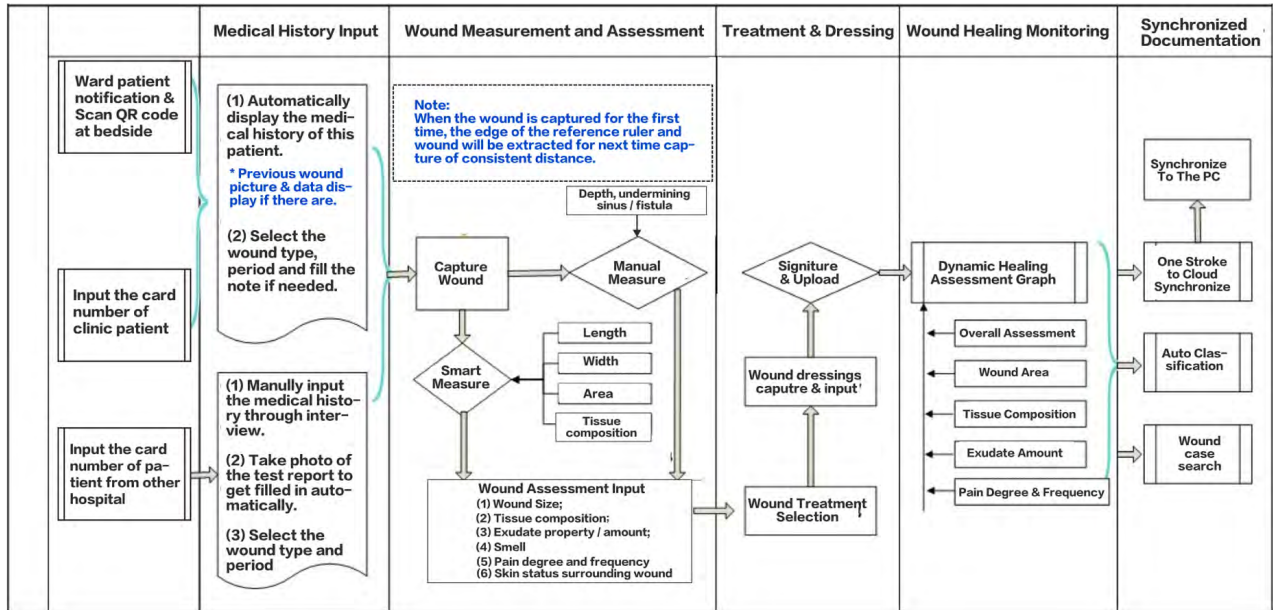 Medical History Input
Wound Measurement and Assessment
Treatment & Dressing
Wound Healing Monitoring
Synchronized
Documentation
Ward patient
notification &
Scan QR code
at bedside
Input the card
number of
clinic patient
Input the card
number of pa-
tient from other
hospital
(1) Automatically
display the medi-
cal history of this
patient.
* Previous wound
picture & data dis-
play if there are.
(2) Select the
wound type,
period and fill the
note if needed.
(1) Manully input
the medical histo-
ry through inter-
view.
(2) Take photo of
the test report to
get filled in auto-
matically.
(3) Select the
wound type and
period
Note:
When the wound is captured for the first
time, the edge of the reference ruler and
wound will be extracted for next time cap-
ture of consistent distance.
Depth, undermining
sinus / fistula
Capture
Wound
Manual
Measure
Smart
Measure
Length
Width
Area
Tissue
composition
Wound Assessment Input
(1) Wound Size;
(2) Tissue composition;
(3) Exudate property / amount;
(4) Smell
(5) Pain degree and frequency
(6) Skin status surrounding wound
Signiture
& Upload
Wound dressings
caputre & input'
Wound Treatment
Selection
Dynamic Healing
Assessment Graph
Overall Assessment
Wound Area
Tissue Composition
Exudate Amount
Pain Degree & Frequency
Synchronize
To The PC
One Stroke
to Cloud
Synchronize
Auto Clas-
sification
Wound
case
search